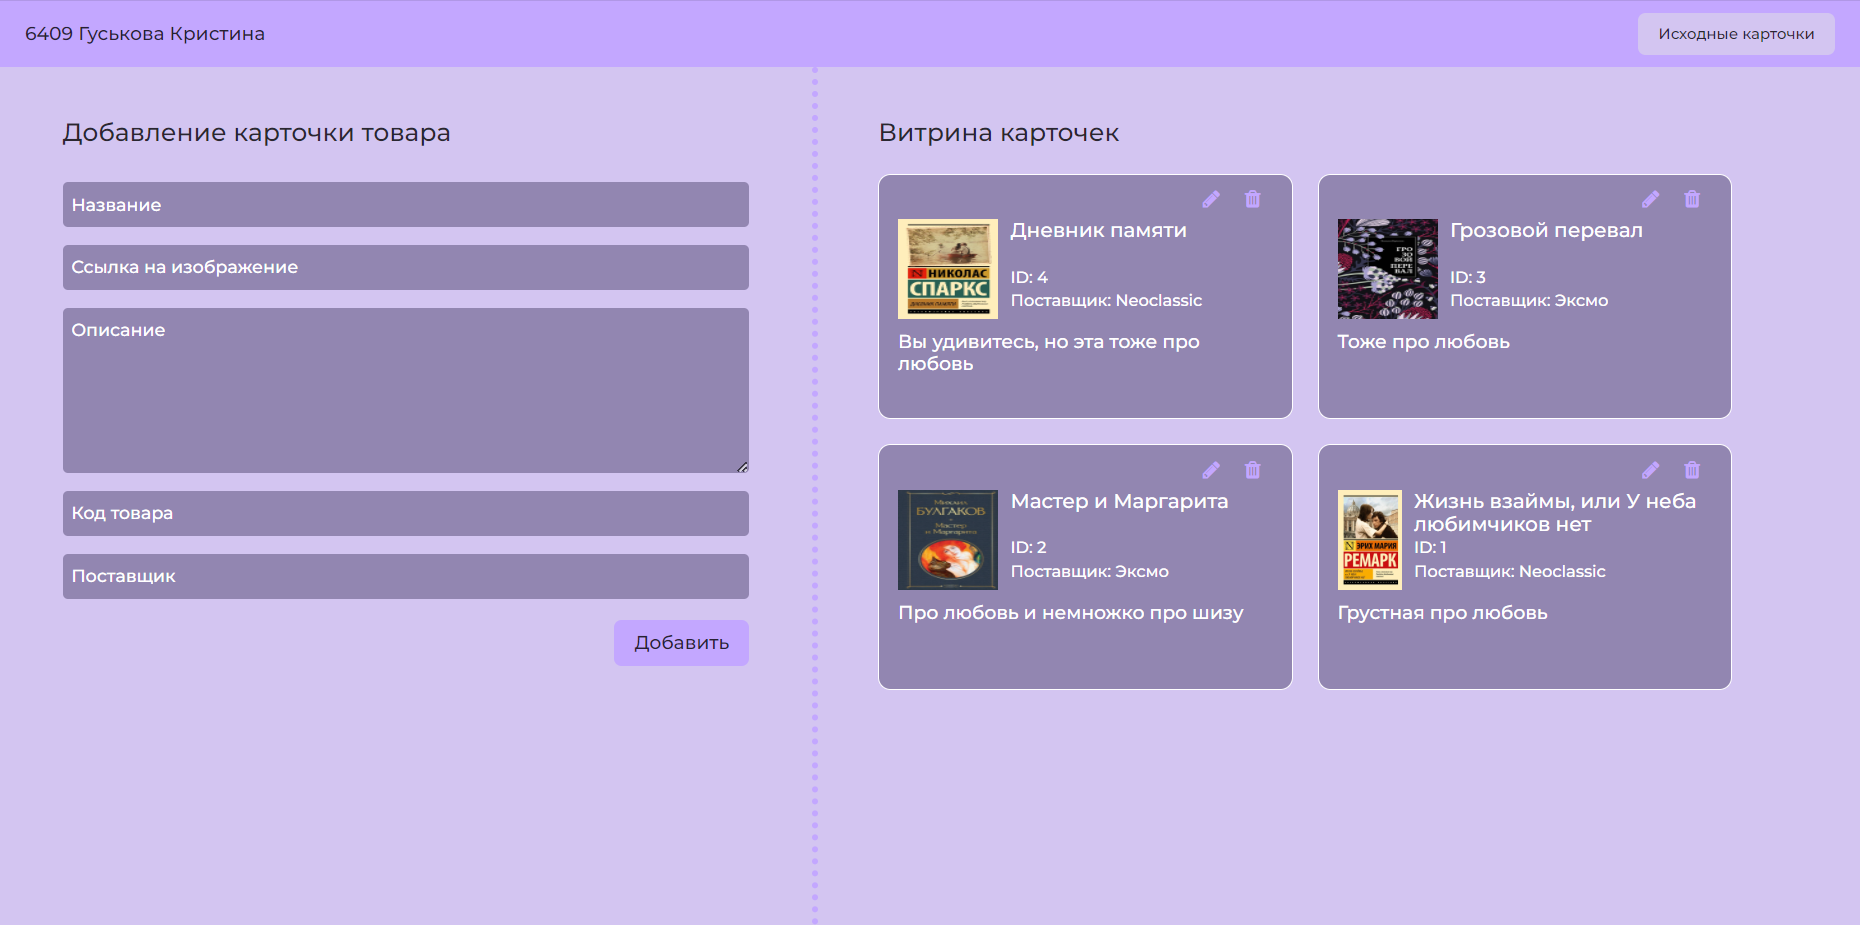 6409 Гуськова Кристина
Исходные карточки
Добавление карточки товара
Название
Ссылка на изображение
Описание
Код товара
Поставщик
Добавить
Витрина карточек
НИКОЛАС
СПАРКС
Дневник памяти
ID: 4
Поставщик: Neoclassic
Вы удивитесь, но эта тоже про
любовь
ГРО
ЗО
ВОЙ
ПЕРЕ
ВАЛ
Грозовой перевал
ID: 3
Поставщик: Эксмо
Тоже про любовь
Михаил
БУЛГАКОВ
Мастер
и Маргарита
Мастер и Маргарита
ID: 2
Поставщик: Эксмо
Про любовь и немножко про шизу
ЭРИХ МАРИЯ
РЕМАРК
Жизнь взаймы, или У неба
любимчиков нет
ID: 1
Поставщик: Neoclassic
Грустная про любовь